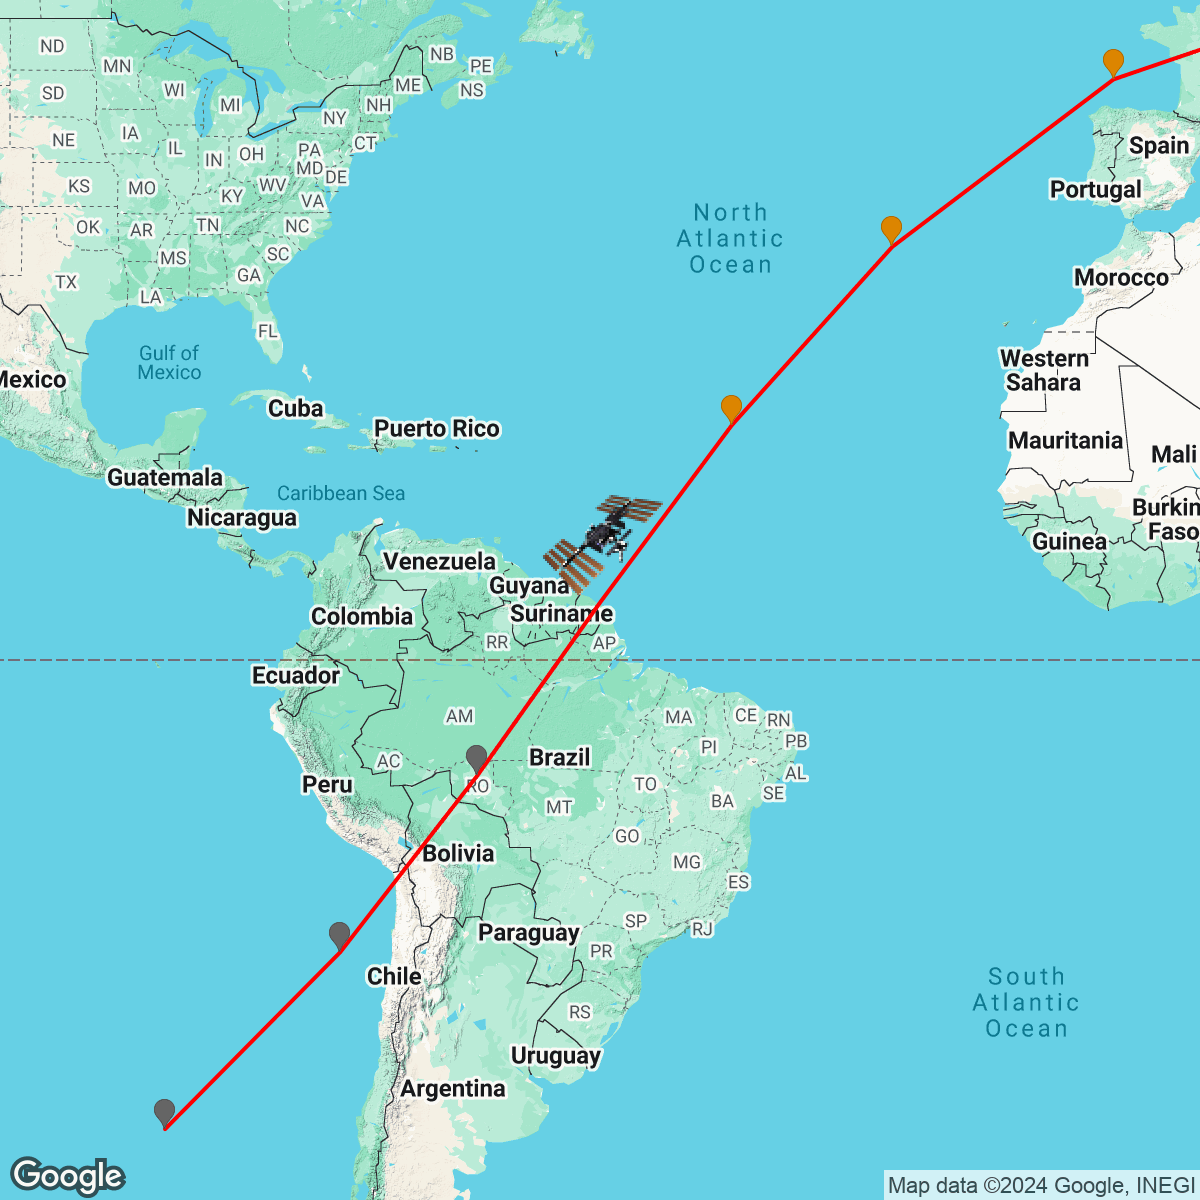 ND
MN
NB
PE
SD
WI
MI
ME
NS
NY
NH
NE
IA
IL
IN
OH
PA
CT
Spain
MD
DE
KS
MO
KY
WV
VA
Portugal
OK
AR
TN
NC
North
Atlantic
Ocean
MS
SC
TX
GA
LA
Morocco
FL
Gulf of
Mexico
Western
Sahara
Mexico
Cuba
Puerto Rico
Mauritania
Mali
Guatemala
Caribbean Sea
Nicaragua
Burkin
Faso
Guinea
Venezuela
Guyana
Colombia
Suriname
RR
AP
Ecuador
AM
MA
CE
RN
PI
PB
AC
Brazil
Peru
RO
TO
AL
MT
BA
SE
GO
Bolivia
MG
ES
SP
RJ
Paraguay
PR
Chile
South
Atlantic
Ocean
RS
Uruguay
Argentina
Google
Map data ©2024 Google, INEGI